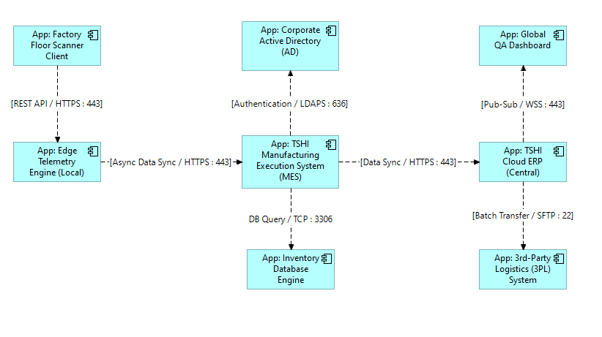 App: Factory
Floor Scanner
Client
App: Corporate
Active Directory
(AD)
App: Global
QA Dashboard
[REST API / HTTPS : 443]
[Authentication / LDAPS : 636]
[Pub-Sub / WSS : 443]
App: Edge
Telemetry
Engine (Local)
[Async Data Sync / HTTPS : 443]
App: TSHI
Manufacturing
Execution System
(MES)
[Data Sync / HTTPS : 443]
App: TSHI
Cloud ERP
(Central)
DB Query / TCP : 3306
[Batch Transfer / SFTP : 22]
App: Inventory
Database
Engine
App: 3rd-Party
Logistics (3PL)
System